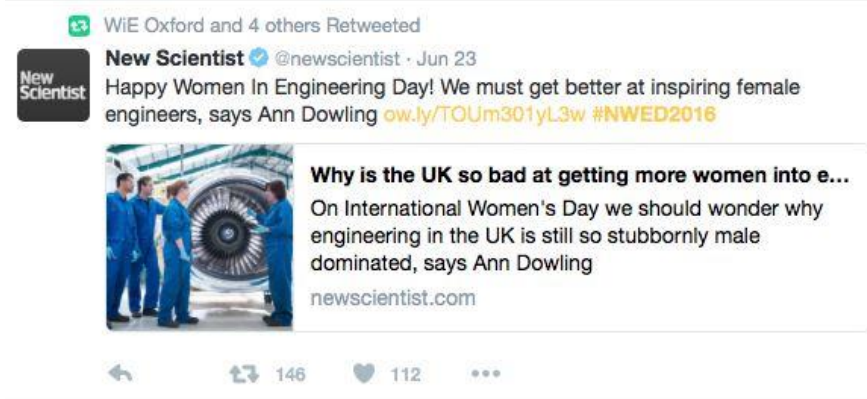 WiE Oxford and 4 others Retweeted
New Scientist @newscientist · Jun 23
New
Scientist
Happy Women In Engineering Day! We must get better at inspiring female
engineers, says Ann Dowling ow.ly/TOUm301yL3w #NWED2016
Why is the UK so bad at getting more women into e...
On International Women's Day we should wonder why
engineering in the UK is still so stubbornly male
dominated, says Ann Dowling
newscientist.com
146 112